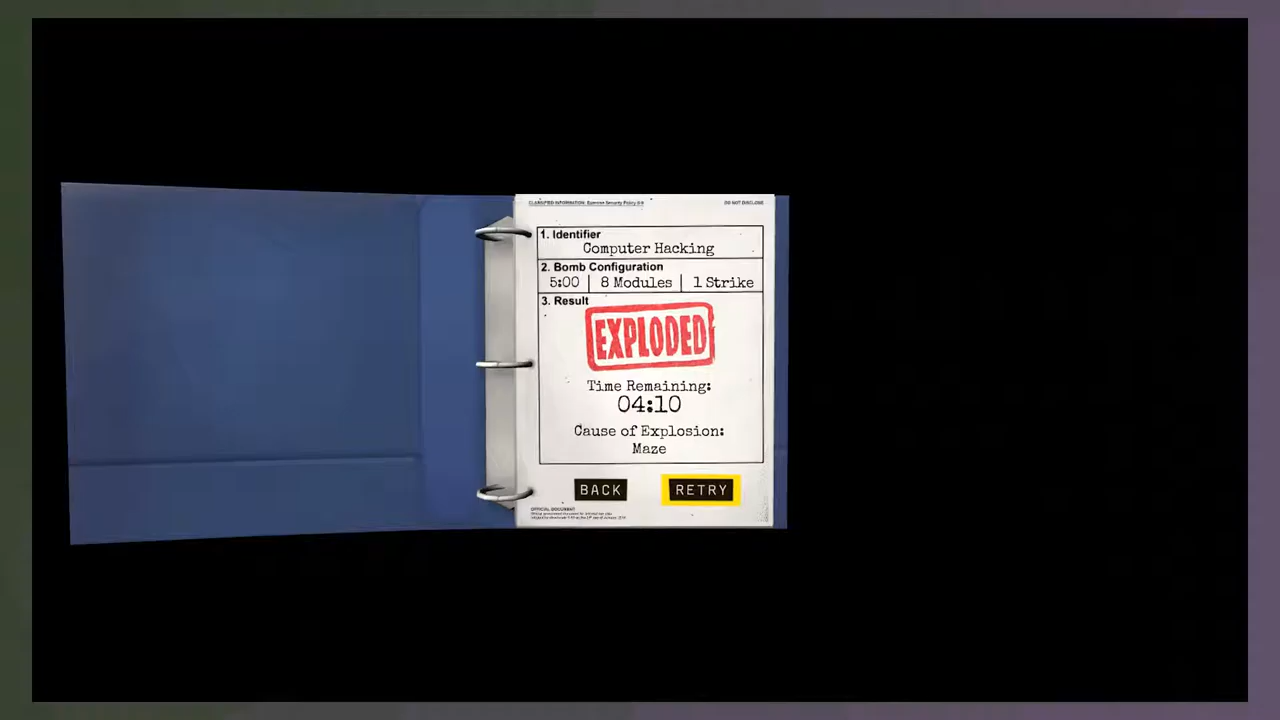 CLASSIFIED INFORMATION:
DO NOT DISCLOSE
1. Identifier
Computer Hacking
2. Bomb Configuration
5:00 | 8 Modules | 1 Strike
3. Result
EXPLODED
Time Remaining:
04:10
Cause of Explosion:
Maze
BACK
RETRY
OFFICIAL DOCUMENT